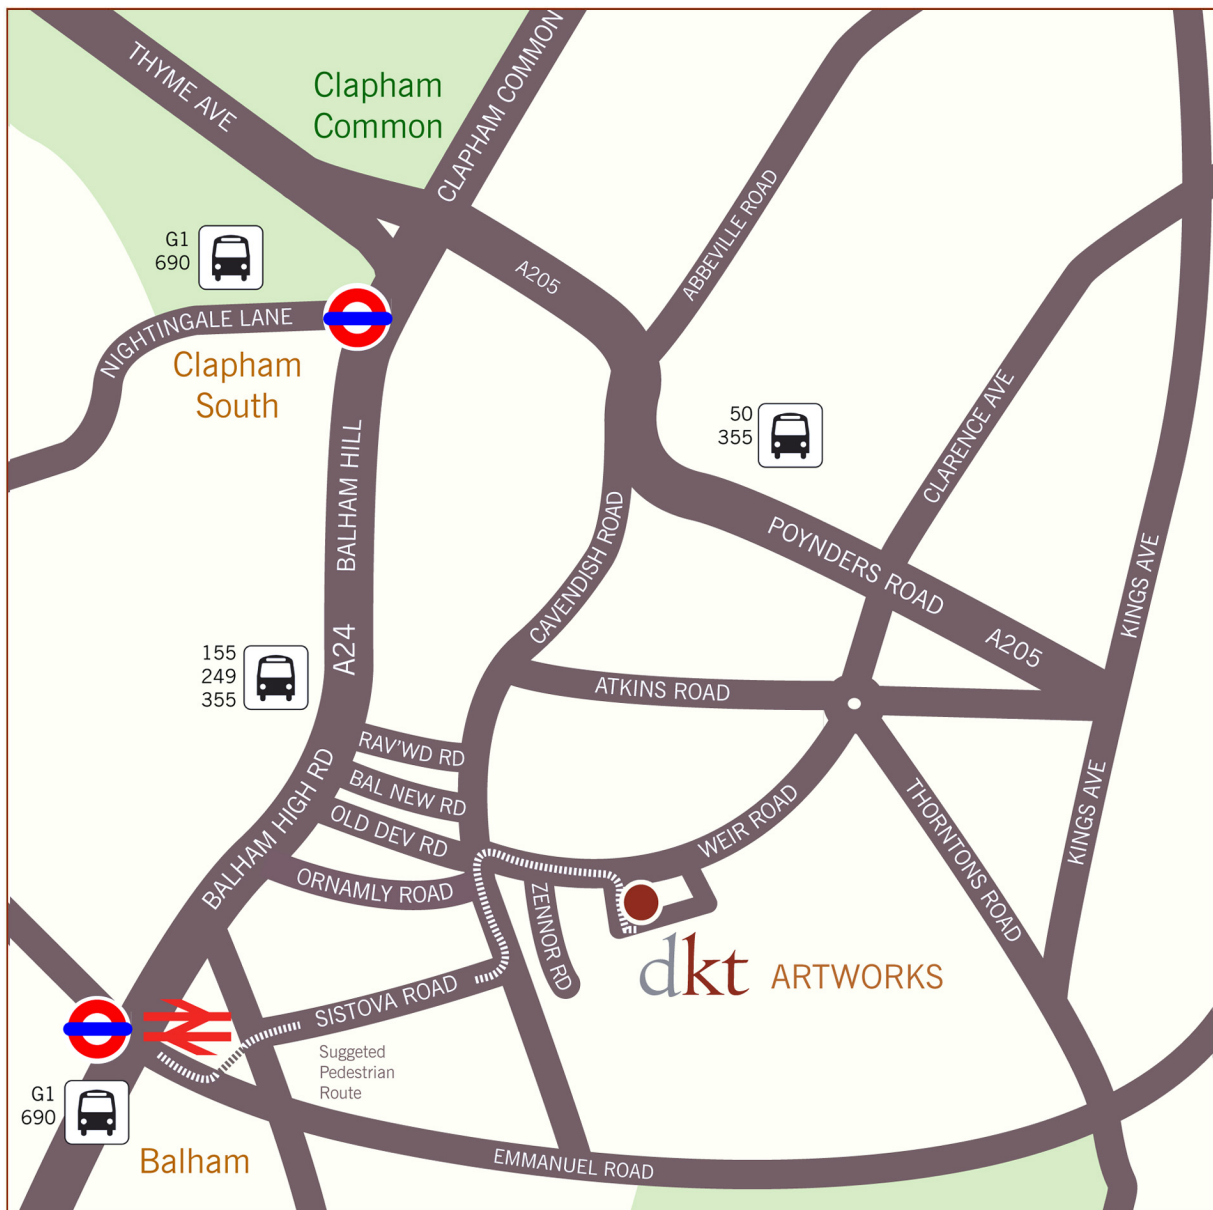 THYME AVE
Clapham
Common
CLAPHAM COMMON
G1
690
A205
ABBEVILLE ROAD
NIGHTINGALE LANE
Clapham
South
50
355
CLARENCE AVE
BALHAM HILL
CAVENDISH ROAD
POYNDERS ROAD
KINGS AVE
A205
155
249
355
A24
ATKINS ROAD
RAV'WD RD
BAL NEW RD
OLD DEV RD
BALHAM HIGH RD
ORNAMLY ROAD
WEIR ROAD
THORNTONS ROAD
KINGS AVE
ZENNOR RD
dkt ARTWORKS
SISTOVA ROAD
Suggeted
Pedestrian
Route
G1
690
Balham
EMMANUEL ROAD